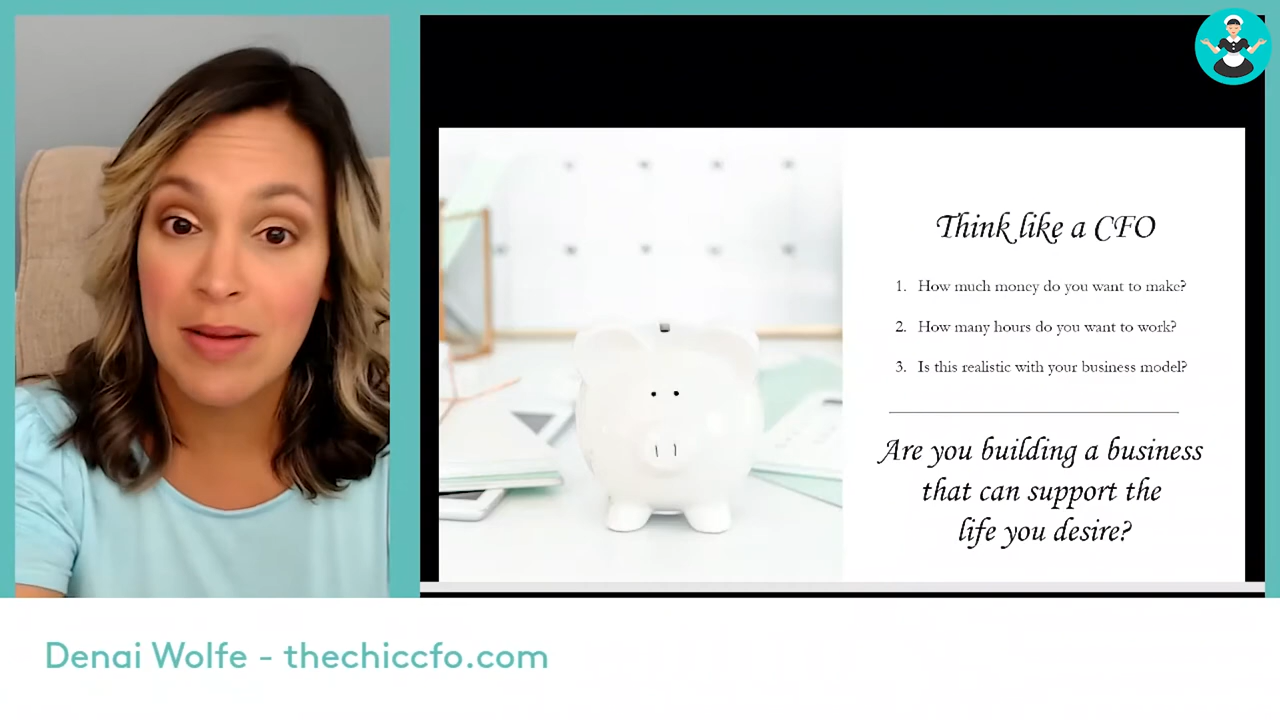 Think like a CFO
1. How much money do you want to make?
2. How many hours do you want to work?
3. Is this realistic with your business model?
Are you building a business
that can support the
life you desire?
Denai Wolfe - thechiccfo.com